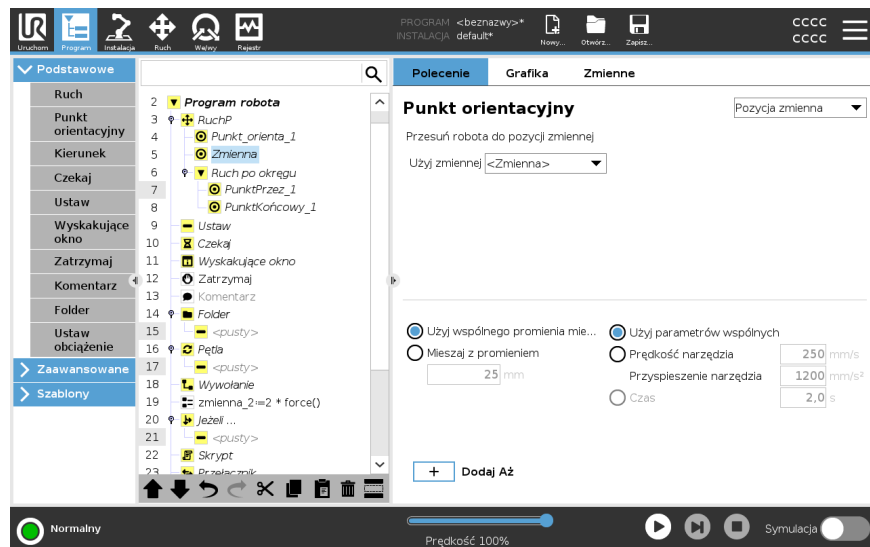 PROGRAM <beznazwy>*
INSTALACJA default*
CCCC
CCCC
Uruchom Program Instalacja Ruch We/wy Rejestr Nowy... Otwórz... Zapisz...
Podstawowe
Ruch
Punkt
orientacyjny
Kierunek
Czekaj
Ustaw
Wyskakujące
okno
Zatrzymaj
Komentarz
Folder
Ustaw
obciążenie
Zaawansowane
Szablony
2 Program robota
3 RuchP
4 Punkt_orienta_1
5 Zmienna
6 Ruch po okręgu
7 PunktPrzez_1
8 PunktKońcowy_1
9 Ustaw
10 Czekaj
11 Wyskakujące okno
12 Zatrzymaj
13 Komentarz
14 Folder
15 <pusty>
16 Pętla
17 <pusty>
18 Wywołanie
19 zmienna_2:=2 * force()
20 Jeżeli ...
21 <pusty>
22 Skrypt
23 Przełącznik
Polecenie Grafika Zmienne
Punkt orientacyjny Pozycja zmienna
Przesuń robota do pozycji zmiennej
Użyj zmiennej <Zmienna>
Użyj wspólnego promienia mie... Użyj parametrów wspólnych
Mieszaj z promieniem Prędkość narzędzia 250 mm/s
25 mm Przyspieszenie narzędzia 1200 mm/s²
Czas 2,0 s
+ Dodaj Aż
Normalny
Prędkość 100%
Symulacja